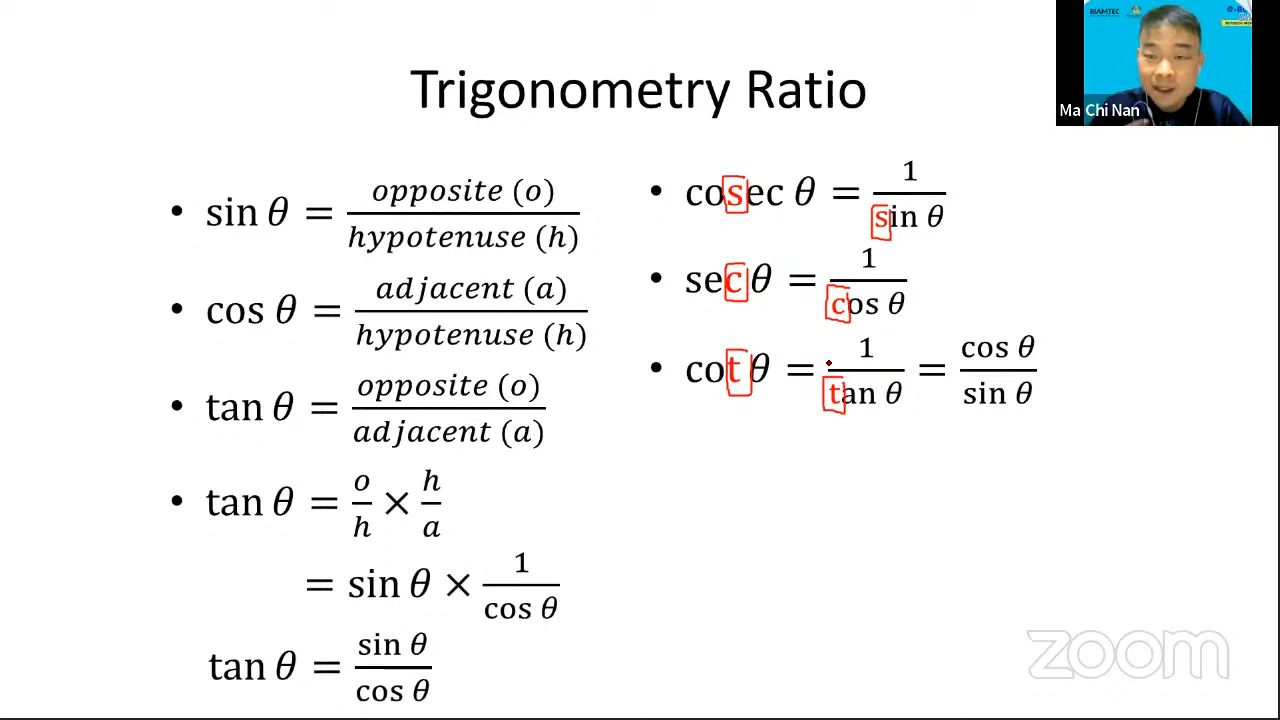 Trigonometry Ratio
• sin θ = opposite (o) / hypotenuse (h)
• cos θ = adjacent (a) / hypotenuse (h)
• tan θ = opposite (o) / adjacent (a)
• tan θ = o/h × h/a
= sin θ × 1 / cos θ
tan θ = sin θ / cos θ
• cosec θ = 1 / sin θ
• sec θ = 1 / cos θ
• cot θ = 1 / tan θ = cos θ / sin θ
RIAMTEC
Ma Chi Nan
zoom